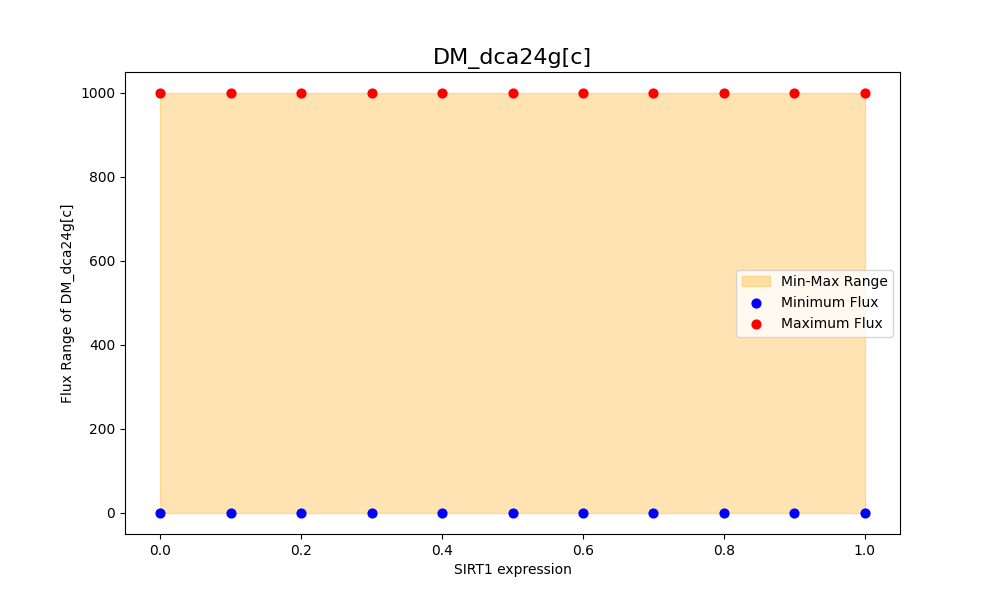 DM_dca24g[c]
1000
800
600
400
200
0
Flux Range of DM_dca24g[c]
Min-Max Range
Minimum Flux
Maximum Flux
0.0 0.2 0.4 0.6 0.8 1.0
SIRT1 expression